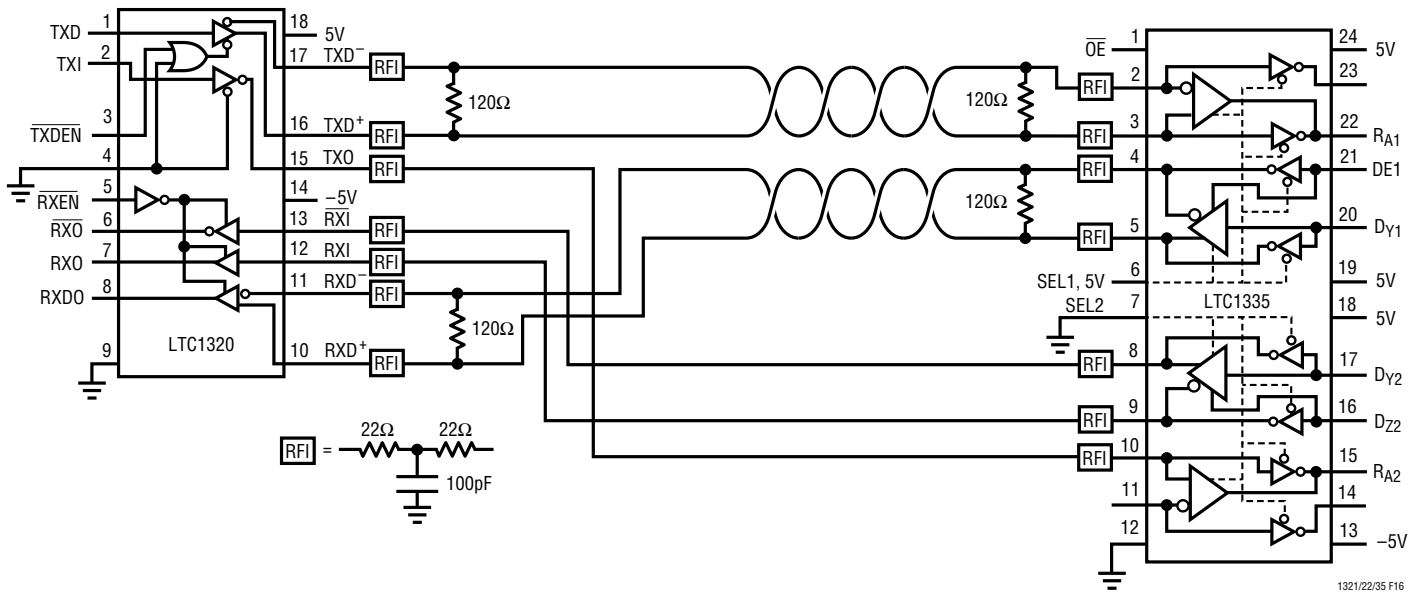 TXD
1
TXI
2
3
T̅X̅D̅E̅N̅
4
5
R̅X̅E̅N̅
6
R̅X̅O̅
7
RXO
8
RXDO
9
LTC1320
18
5V
17
TXD⁻
RFI
16
TXD⁺
RFI
15
TXO
RFI
14
–5V
13
R̅X̅I̅
RFI
12
RXI
RFI
11
RXD⁻
RFI
10
RXD⁺
RFI
120Ω
120Ω
120Ω
120Ω
RFI
=
22Ω
22Ω
100pF
1
O̅E̅
RFI
2
RFI
3
RFI
4
RFI
5
6
SEL1, 5V
7
SEL2
RFI
8
RFI
9
RFI
10
11
12
LTC1335
24
5V
23
22
RA1
21
DE1
20
DY1
19
5V
18
5V
17
DY2
16
DZ2
15
RA2
14
13
–5V
1321/22/35 F16